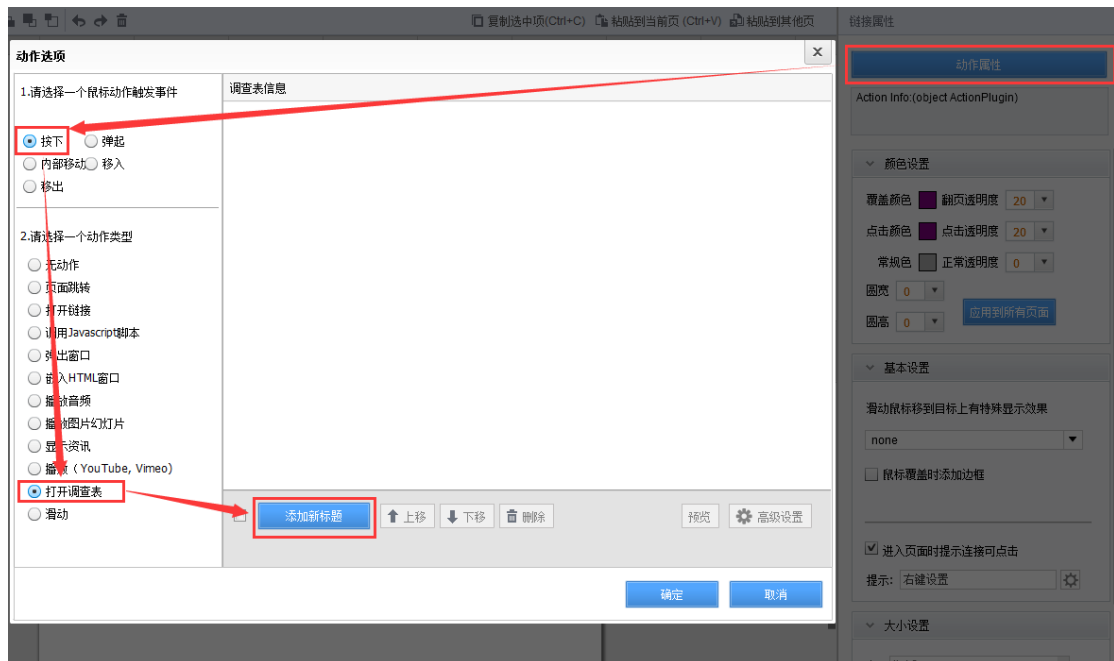 复制选中项(Ctrl+C) 粘贴到当前页 (Ctrl+V) 粘贴到其他页
链接属性
动作选项
x
1.请选择一个鼠标动作触发事件
按下 弹起
内部移动 移入
移出
2.请选择一个动作类型
无动作
页面跳转
打开链接
调用Javascript脚本
弹出窗口
嵌入HTML窗口
播放音频
播放图片幻灯片
显示资讯
播放（YouTube, Vimeo)
打开调查表
滑动
调查表信息
添加新标题 上移 下移 删除 预览 高级设置
确定 取消
动作属性
Action Info:(object ActionPlugin)
颜色设置
覆盖颜色 翻页透明度 20
点击颜色 点击透明度 20
常规色 正常透明度 0
圆宽 0
圆高 0 应用到所有页面
基本设置
滑动鼠标移到目标上有特殊显示效果
none
鼠标覆盖时添加边框
进入页面时提示连接可点击
提示: 右键设置
大小设置